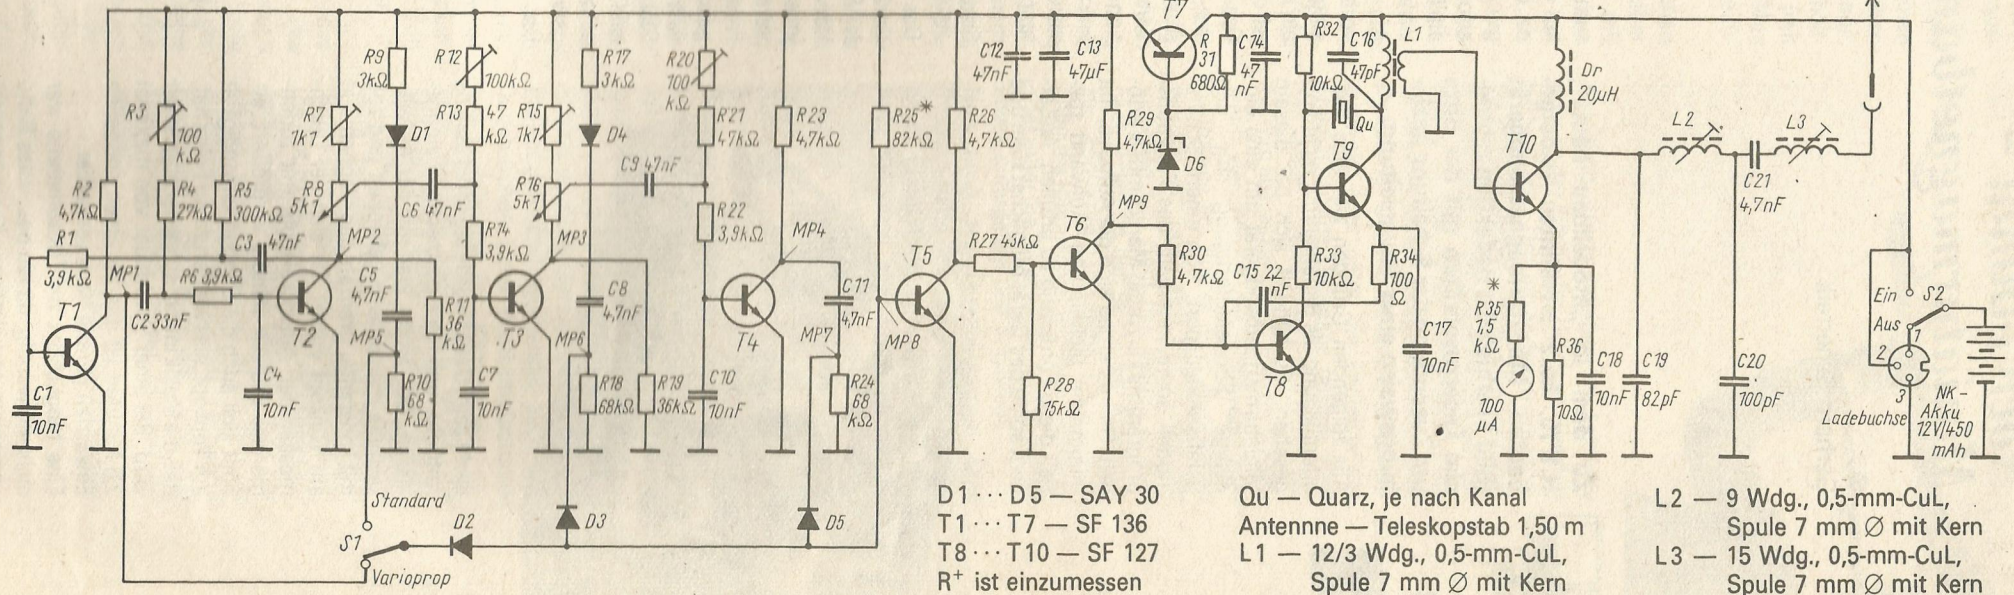 T7
R9
3kΩ
R12
100kΩ
R17
3kΩ
R20
100
kΩ
C12
47nF
C13
47µF
R
31
680Ω
C14
47
nF
R32
10kΩ
C16
47pF
L1
Dr
20µH
R3
100
kΩ
R7
1k1
D1
R13
47
kΩ
R15
1k1
D4
R21
4,7kΩ
R23
4,7kΩ
R25*
82kΩ
R26
4,7kΩ
R29
4,7kΩ
D6
Qu
T9
T10
L2
L3
C21
4,7nF
R2
4,7kΩ
R4
27kΩ
R5
300kΩ
R8
5k1
C6 47nF
R16
5k1
C9 47nF
R22
3,9kΩ
MP9
R1
3,9kΩ
C3
47nF
MP2
R14
3,9kΩ
MP3
MP4
T5
R27
T6
R30
4,7kΩ
C15 22
nF
R33
10kΩ
R34
100
Ω
MP1
R6 3,9kΩ
C2 33nF
T1
T2
C5
4,7nF
MP5
R11
36
kΩ
T3
C8
4,7nF
MP6
T4
C11
4,7nF
MP7
MP8
T8
C17
10nF
*
R35
1,5
kΩ
100
µA
R36
10Ω
C18
10nF
C19
82pF
C20
100pF
Ein
S2
Aus
1
2
3
Ladebuchse
NK-
Akku
12V/450
mAh
C1
10nF
C4
10nF
R10
68
kΩ
C7
10nF
R18
68kΩ
R19
36kΩ
C10
10nF
R24
68
kΩ
R28
15kΩ
Standard
S1
Varioprop
D2
D3
D5
D1 ··· D5 — SAY 30
T1 ··· T7 — SF 136
T8 ··· T10 — SF 127
R⁺ ist einzumessen
Qu — Quarz, je nach Kanal
Antennne — Teleskopstab 1,50 m
L1 — 12/3 Wdg., 0,5-mm-CuL,
Spule 7 mm Ø mit Kern
L2 — 9 Wdg., 0,5-mm-CuL,
Spule 7 mm Ø mit Kern
L3 — 15 Wdg., 0,5-mm-CuL,
Spule 7 mm Ø mit Kern